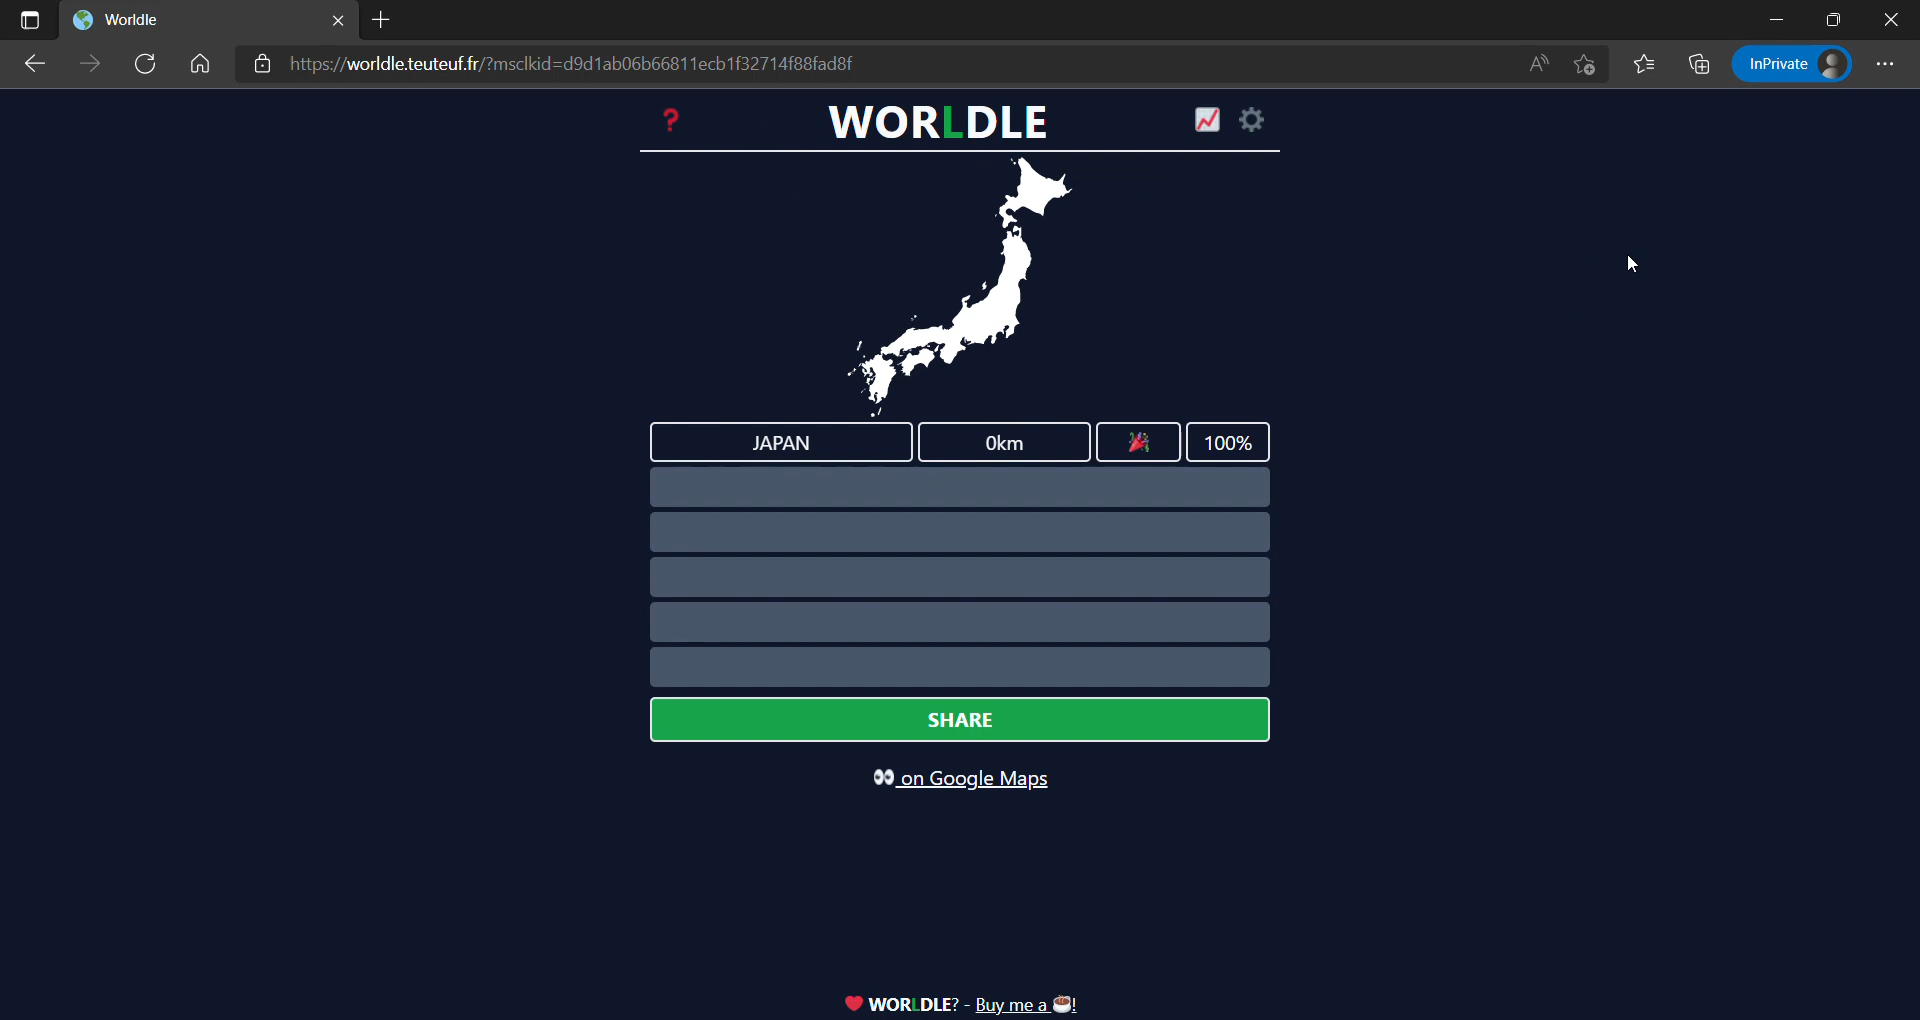 Worldle
https://worldle.teuteuf.fr/?msclkid=d9d1ab06b66811ecb1f32714f88fad8f
InPrivate
? WORLDLE
JAPAN 0km 100%
SHARE
on Google Maps
WORLDLE? - Buy me a !